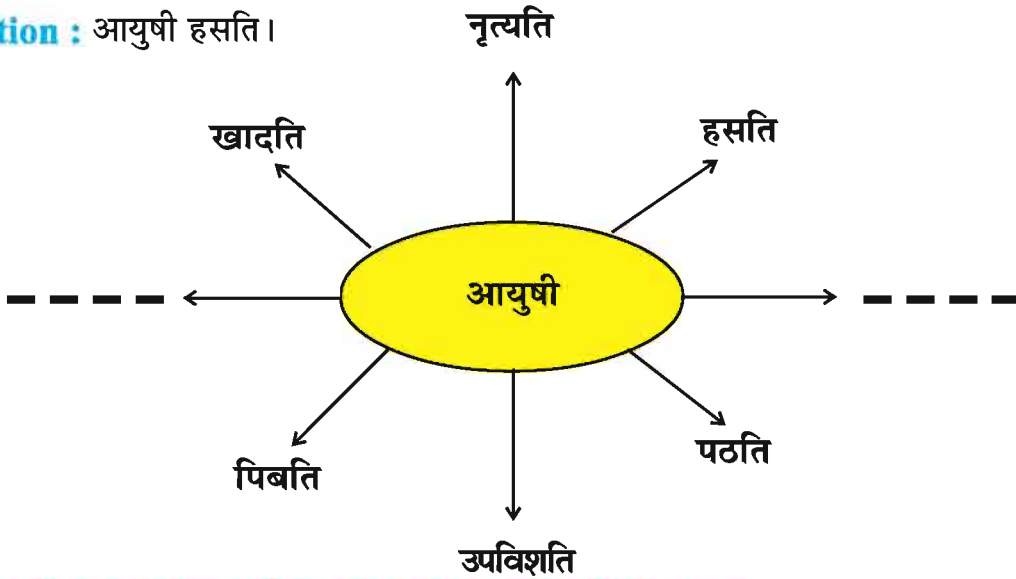 tion : आयुषी हसति।
नृत्यति
खादति
हसति
आयुषी
पिबति
पठति
उपविशति